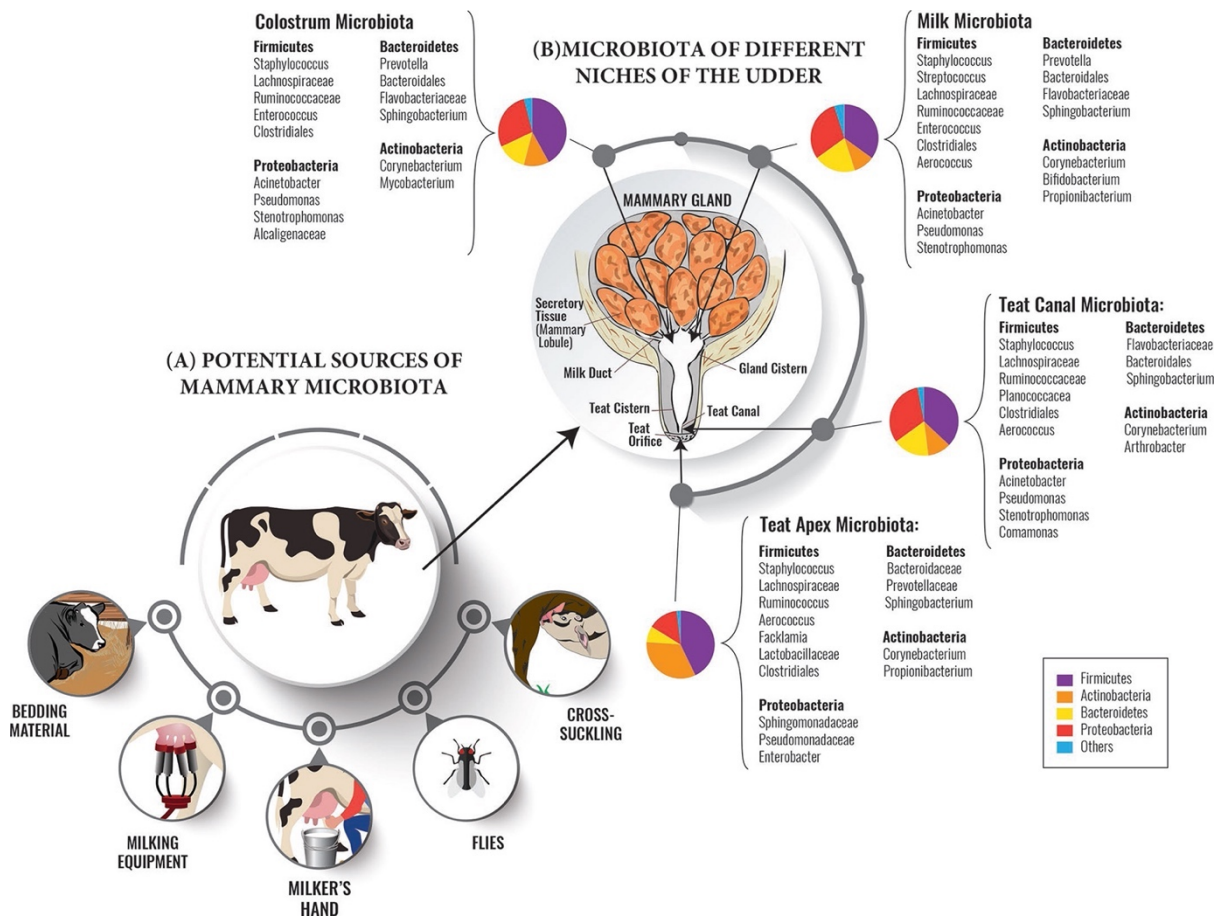 Colostrum Microbiota
Firmicutes
Staphylococcus
Lachnospiraceae
Ruminococcaceae
Enterococcus
Clostridiales
Proteobacteria
Acinetobacter
Pseudomonas
Stenotrophomonas
Alcaligenaceae
Bacteroidetes
Prevotella
Bacteroidales
Flavobacteriaceae
Sphingobacterium
Actinobacteria
Corynebacterium
Mycobacterium
(B)MICROBIOTA OF DIFFERENT
NICHES OF THE UDDER
Milk Microbiota
Firmicutes
Staphylococcus
Streptococcus
Lachnospiraceae
Ruminococcaceae
Enterococcus
Clostridiales
Aerococcus
Proteobacteria
Acinetobacter
Pseudomonas
Stenotrophomonas
Bacteroidetes
Prevotella
Bacteroidales
Flavobacteriaceae
Sphingobacterium
Actinobacteria
Corynebacterium
Bifidobacterium
Propionibacterium
MAMMARY GLAND
Secretory
Tissue
(Mammary
Lobule)
Milk Duct
Gland Cistern
Teat Cistern
Teat Canal
Teat
Orifice
Teat Canal Microbiota:
Firmicutes
Staphylococcus
Lachnospiraceae
Ruminococcaceae
Planococcacea
Clostridiales
Aerococcus
Proteobacteria
Acinetobacter
Pseudomonas
Stenotrophomonas
Comamonas
Bacteroidetes
Flavobacteriaceae
Bacteroidales
Sphingobacterium
Actinobacteria
Corynebacterium
Arthrobacter
(A) POTENTIAL SOURCES OF
MAMMARY MICROBIOTA
Teat Apex Microbiota:
Firmicutes
Staphylococcus
Lachnospiraceae
Ruminococcus
Aerococcus
Facklamia
Lactobacillaceae
Clostridiales
Proteobacteria
Sphingomonadaceae
Pseudomonadaceae
Enterobacter
Bacteroidetes
Bacteroidaceae
Prevotellaceae
Sphingobacterium
Actinobacteria
Corynebacterium
Propionibacterium
BEDDING
MATERIAL
MILKING
EQUIPMENT
MILKER'S
HAND
FLIES
CROSS-
SUCKLING
Firmicutes
Actinobacteria
Bacteroidetes
Proteobacteria
Others